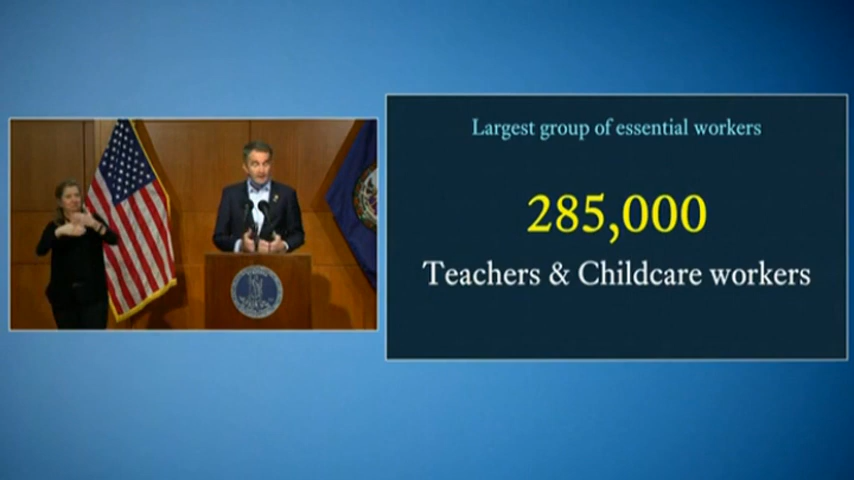 Largest group of essential workers
285,000
Teachers & Childcare workers